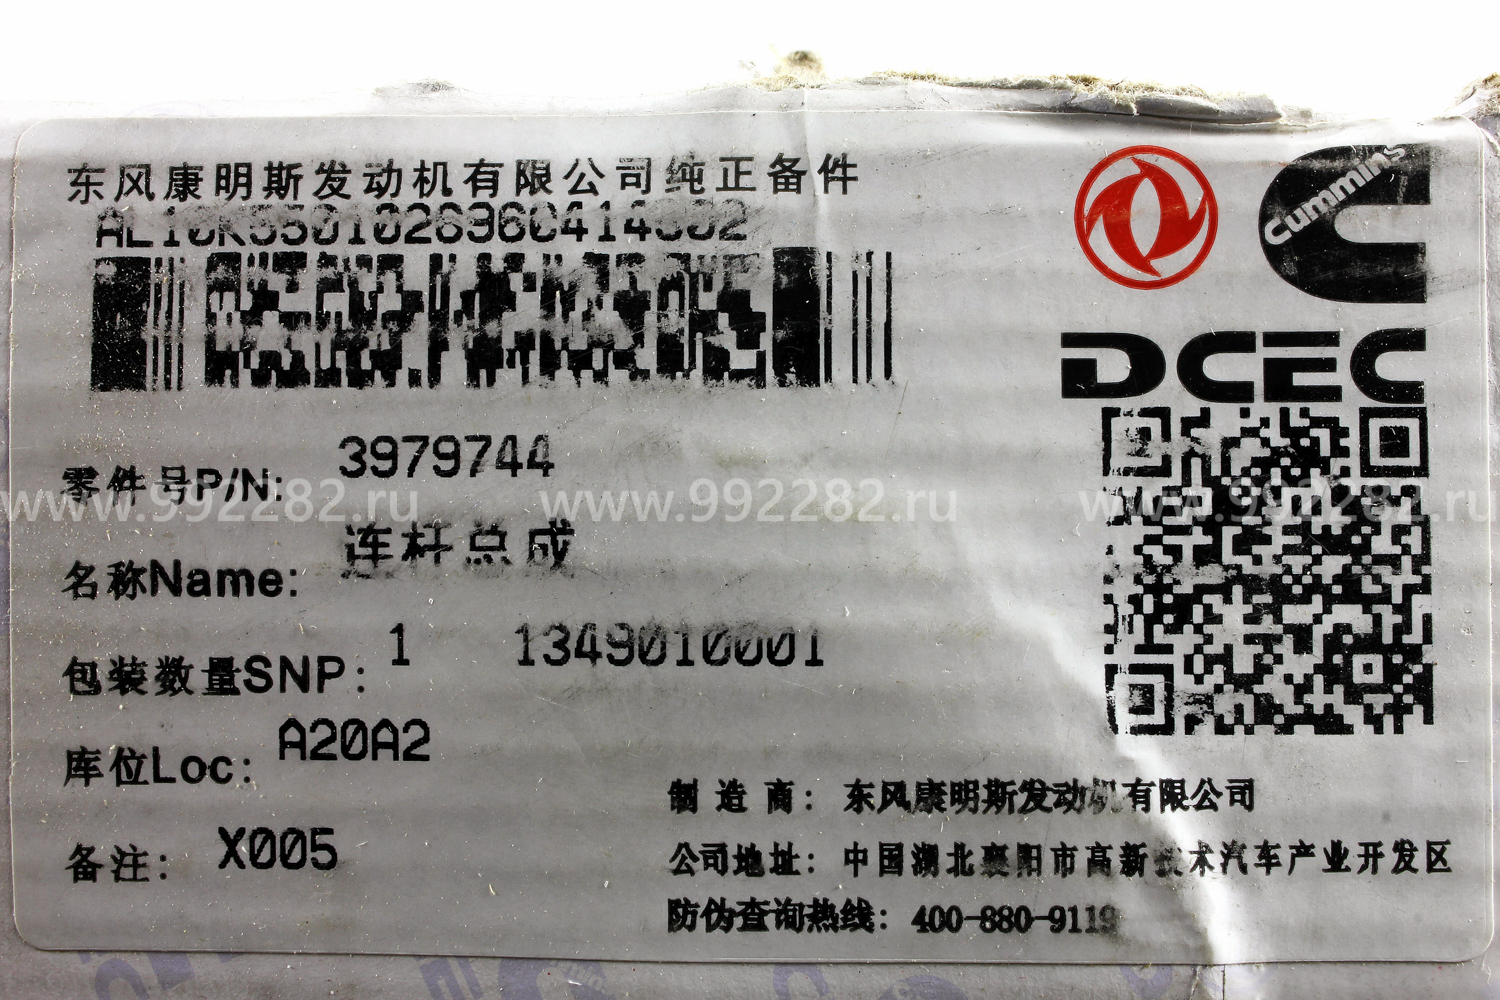 东风康明斯发动机有限公司纯正备件
Cummins
DCEC
零件号P/N: 3979744
www.992282.ru www.992282.ru www.992282.ru
名称Name: 连杆总成
包装数量SNP: 1 1349010001
库位Loc: A20A2
备注: X005
制造商: 东风康明斯发动机有限公司
公司地址: 中国湖北襄阳市高新技术汽车产业开发区
防伪查询热线: 400-880-9119